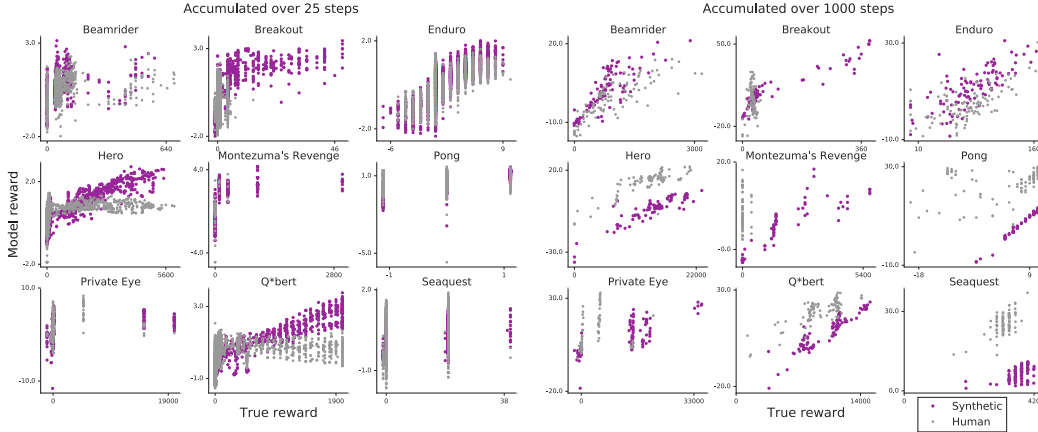 Accumulated over 25 steps
Accumulated over 1000 steps
Beamrider
Breakout
Enduro
Beamrider
Breakout
Enduro
3.0
-2.0
0
640
3.0
-1.0
0
46
2.0
-2.0
-6
9
20.0
-10.0
0
3000
50.0
-20.0
0
360
20.0
-10.0
10
160
Hero
Montezuma's Revenge
Pong
Hero
Montezuma's Revenge
Pong
Model reward
2.0
-2.0
0
5600
4.0
-4.0
0
2800
1.0
-5.0
-1
1
30.0
-30.0
0
22000
20.0
-0.0
0
5400
30.0
-10.0
-18
9
Private Eye
Q*bert
Seaquest
Private Eye
Q*bert
Seaquest
10.0
-10.0
0
19000
3.0
-1.0
0
1900
2.0
-1.0
0
38
30.0
-20.0
0
33000
20.0
-20.0
0
14000
30.0
0.0
0
420
True reward
True reward
Synthetic
Human